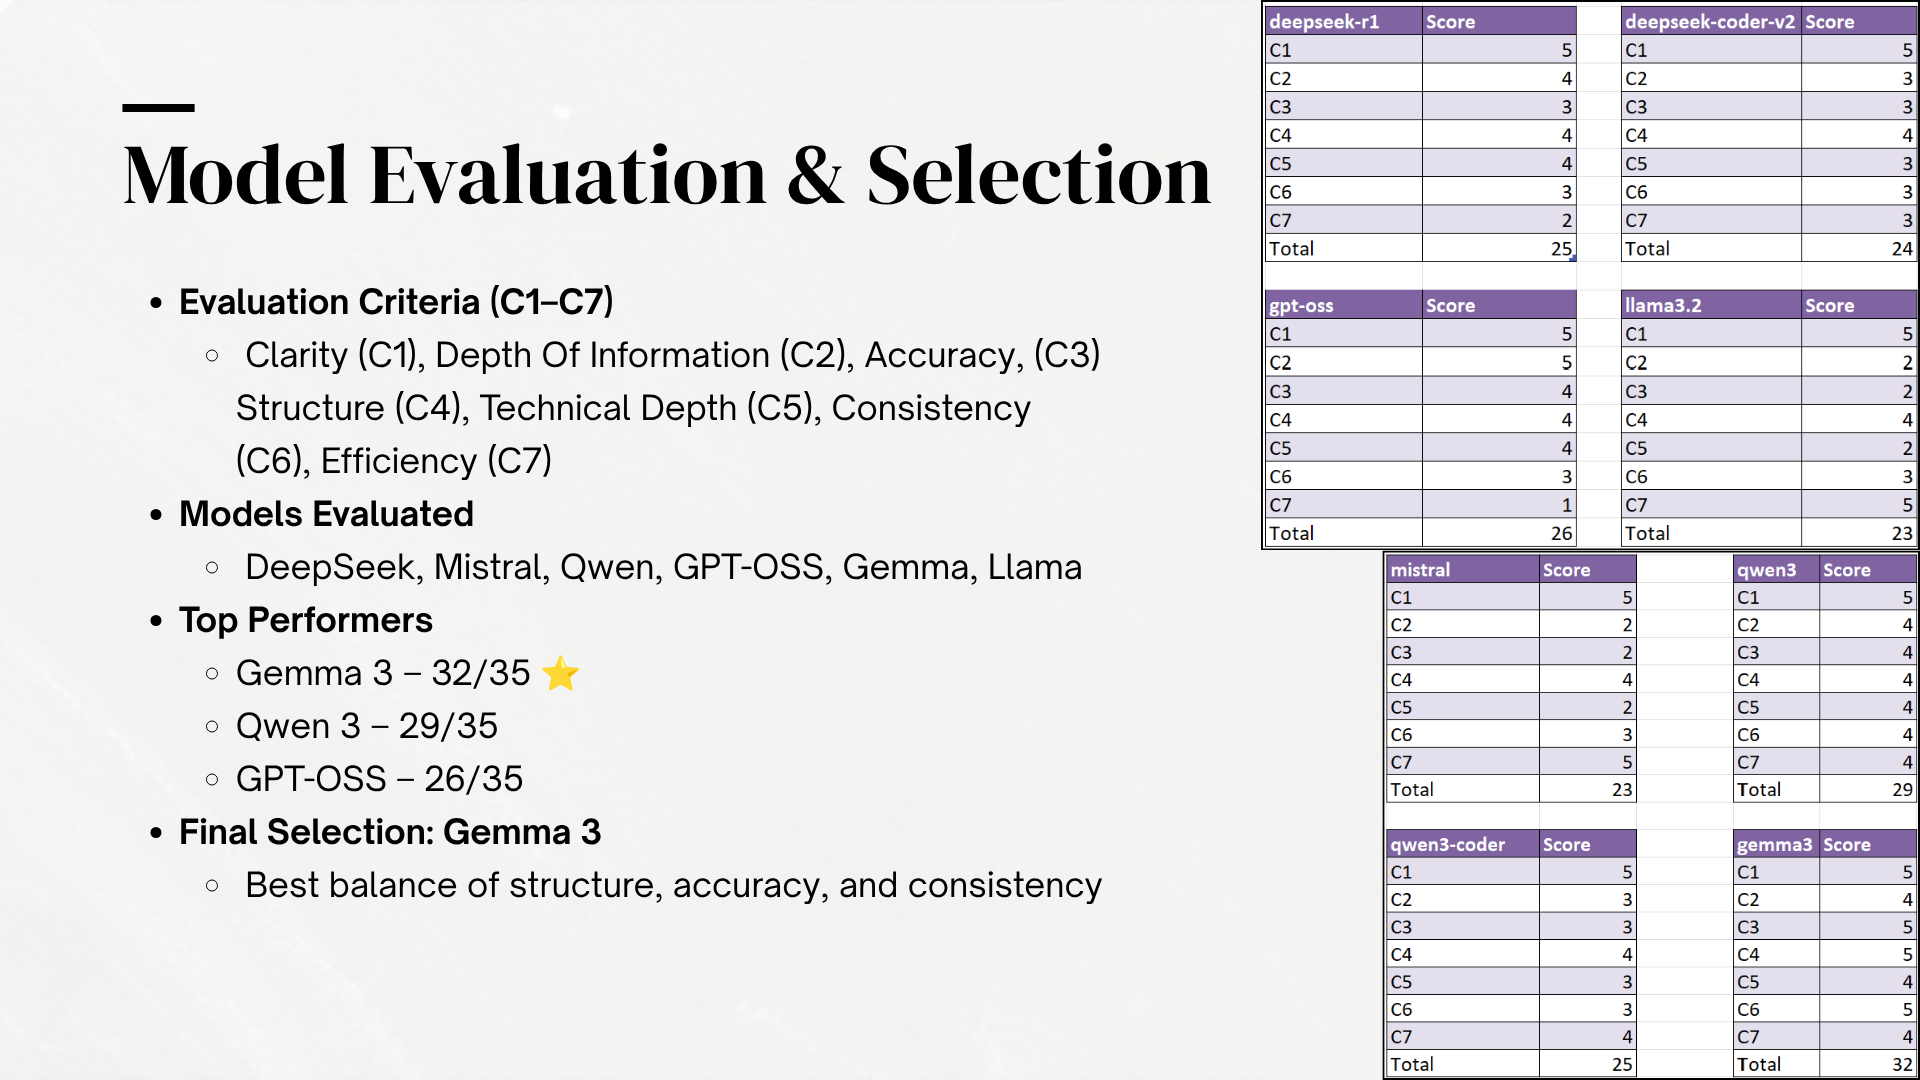 Model Evaluation & Selection
• Evaluation Criteria (C1–C7)
○ Clarity (C1), Depth Of Information (C2), Accuracy, (C3)
Structure (C4), Technical Depth (C5), Consistency
(C6), Efficiency (C7)
• Models Evaluated
○ DeepSeek, Mistral, Qwen, GPT-OSS, Gemma, Llama
• Top Performers
○ Gemma 3 – 32/35 ⭐
○ Qwen 3 – 29/35
○ GPT-OSS – 26/35
• Final Selection: Gemma 3
○ Best balance of structure, accuracy, and consistency
deepseek-r1 Score
C1 5
C2 4
C3 3
C4 4
C5 4
C6 3
C7 2
Total 25
deepseek-coder-v2 Score
C1 5
C2 3
C3 3
C4 4
C5 3
C6 3
C7 3
Total 24
gpt-oss Score
C1 5
C2 5
C3 4
C4 4
C5 4
C6 3
C7 1
Total 26
llama3.2 Score
C1 5
C2 2
C3 2
C4 4
C5 2
C6 3
C7 5
Total 23
mistral Score
C1 5
C2 2
C3 2
C4 4
C5 2
C6 3
C7 5
Total 23
qwen3 Score
C1 5
C2 4
C3 4
C4 4
C5 4
C6 4
C7 4
Total 29
qwen3-coder Score
C1 5
C2 3
C3 3
C4 4
C5 3
C6 3
C7 4
Total 25
gemma3 Score
C1 5
C2 4
C3 5
C4 5
C5 4
C6 5
C7 4
Total 32